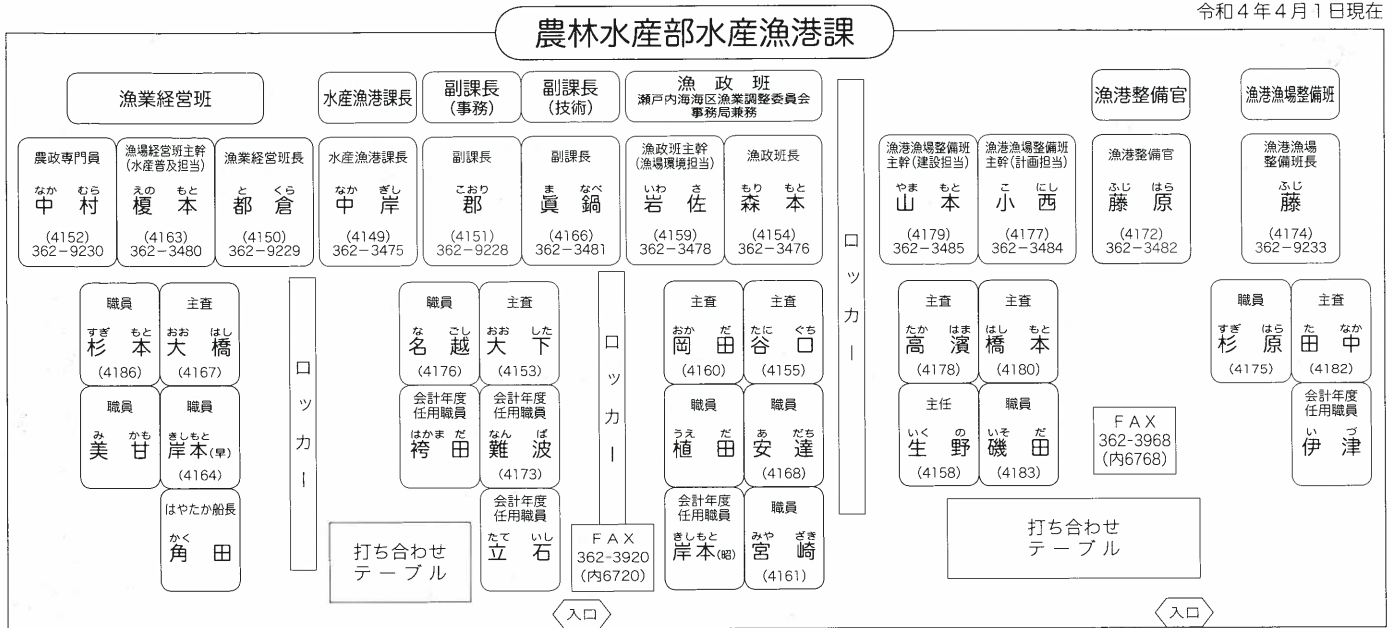 令和4年4月1日現在
農林水産部水産漁港課
漁業経営班
水産漁港課長
副課長
(事務)
副課長
(技術)
漁政班
瀬戸内海海区漁業調整委員会
事務局兼務
漁港整備官
漁港漁場整備班
農政専門員
なか むら
中 村
(4152)
362-9230
漁場経営班主幹
(水産普及担当)
えの もと
榎 本
(4163)
362-3480
漁業経営班長
と くら
都 倉
(4150)
362-9229
水産漁港課長
なか ぎし
中 岸
(4149)
362-3475
副課長
こおり
郡
(4151)
362-9228
副課長
ま なべ
眞 鍋
(4166)
362-3481
漁政班主幹
(漁場環境担当)
いわ さ
岩 佐
(4159)
362-3478
漁政班長
もり もと
森 本
(4154)
362-3476
ロッカー
漁港漁場整備班
主幹(建設担当)
やま もと
山 本
(4179)
362-3485
漁港漁場整備班
主幹(計画担当)
こ にし
小 西
(4177)
362-3484
漁港整備官
ふじ はら
藤 原
(4172)
362-3482
漁港漁場
整備班長
ふじ
藤
(4174)
362-9233
職員
すぎ もと
杉 本
(4186)
主査
おお はし
大 橋
(4167)
職員
み かも
美 甘
職員
きしもと
岸本(早)
(4164)
はやたか船長
かく
角 田
ロッカー
職員
な ごし
名 越
(4176)
主査
おお した
大 下
(4153)
会計年度
任用職員
はかま だ
袴 田
会計年度
任用職員
なん ば
難 波
(4173)
会計年度
任用職員
たて いし
立 石
打ち合わせ
テーブル
ロッカー
FAX
362-3920
(内6720)
主査
おか だ
岡 田
(4160)
主査
たに ぐち
谷 口
(4155)
職員
うえ だ
植 田
職員
あ だち
安 達
(4168)
会計年度
任用職員
きしもと
岸本(昭)
職員
みや ざき
宮 崎
(4161)
主査
たか はま
高 濱
(4178)
主査
はし もと
橋 本
(4180)
主任
いく の
生 野
(4158)
職員
いそ だ
磯 田
(4183)
FAX
362-3968
(内6768)
打ち合わせ
テーブル
職員
すぎ はら
杉 原
(4175)
主査
た なか
田 中
(4182)
会計年度
任用職員
い づ
伊 津
入口
入口